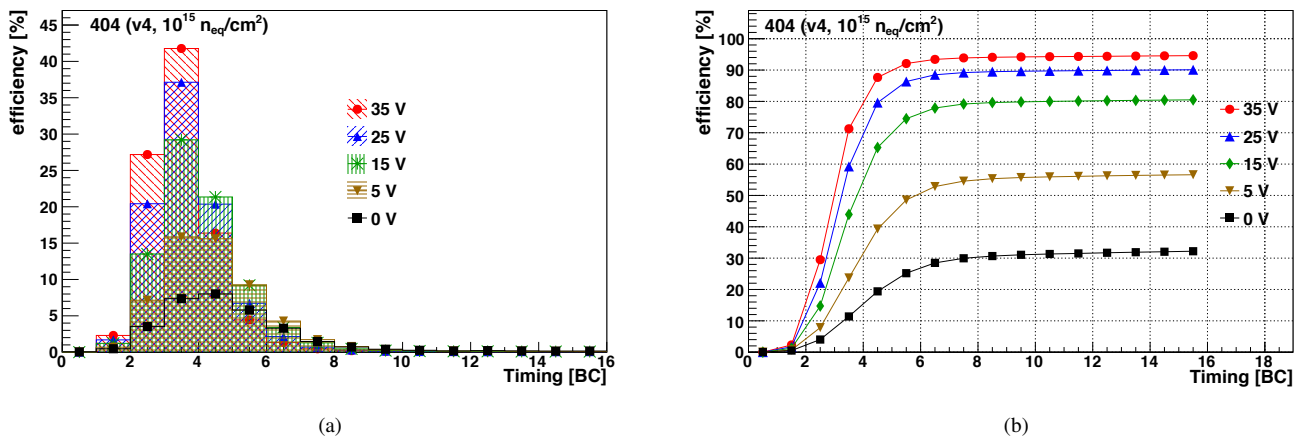 404 (v4, 10¹⁵ n_eq/cm²)
efficiency [%]
45
40
35
30
25
20
15
10
5
0
35 V
25 V
15 V
5 V
0 V
0 2 4 6 8 10 12 14 16
Timing [BC]
(a)
404 (v4, 10¹⁵ n_eq/cm²)
efficiency [%]
100
90
80
70
60
50
40
30
20
10
0
35 V
25 V
15 V
5 V
0 V
0 2 4 6 8 10 12 14 16 18
Timing [BC]
(b)